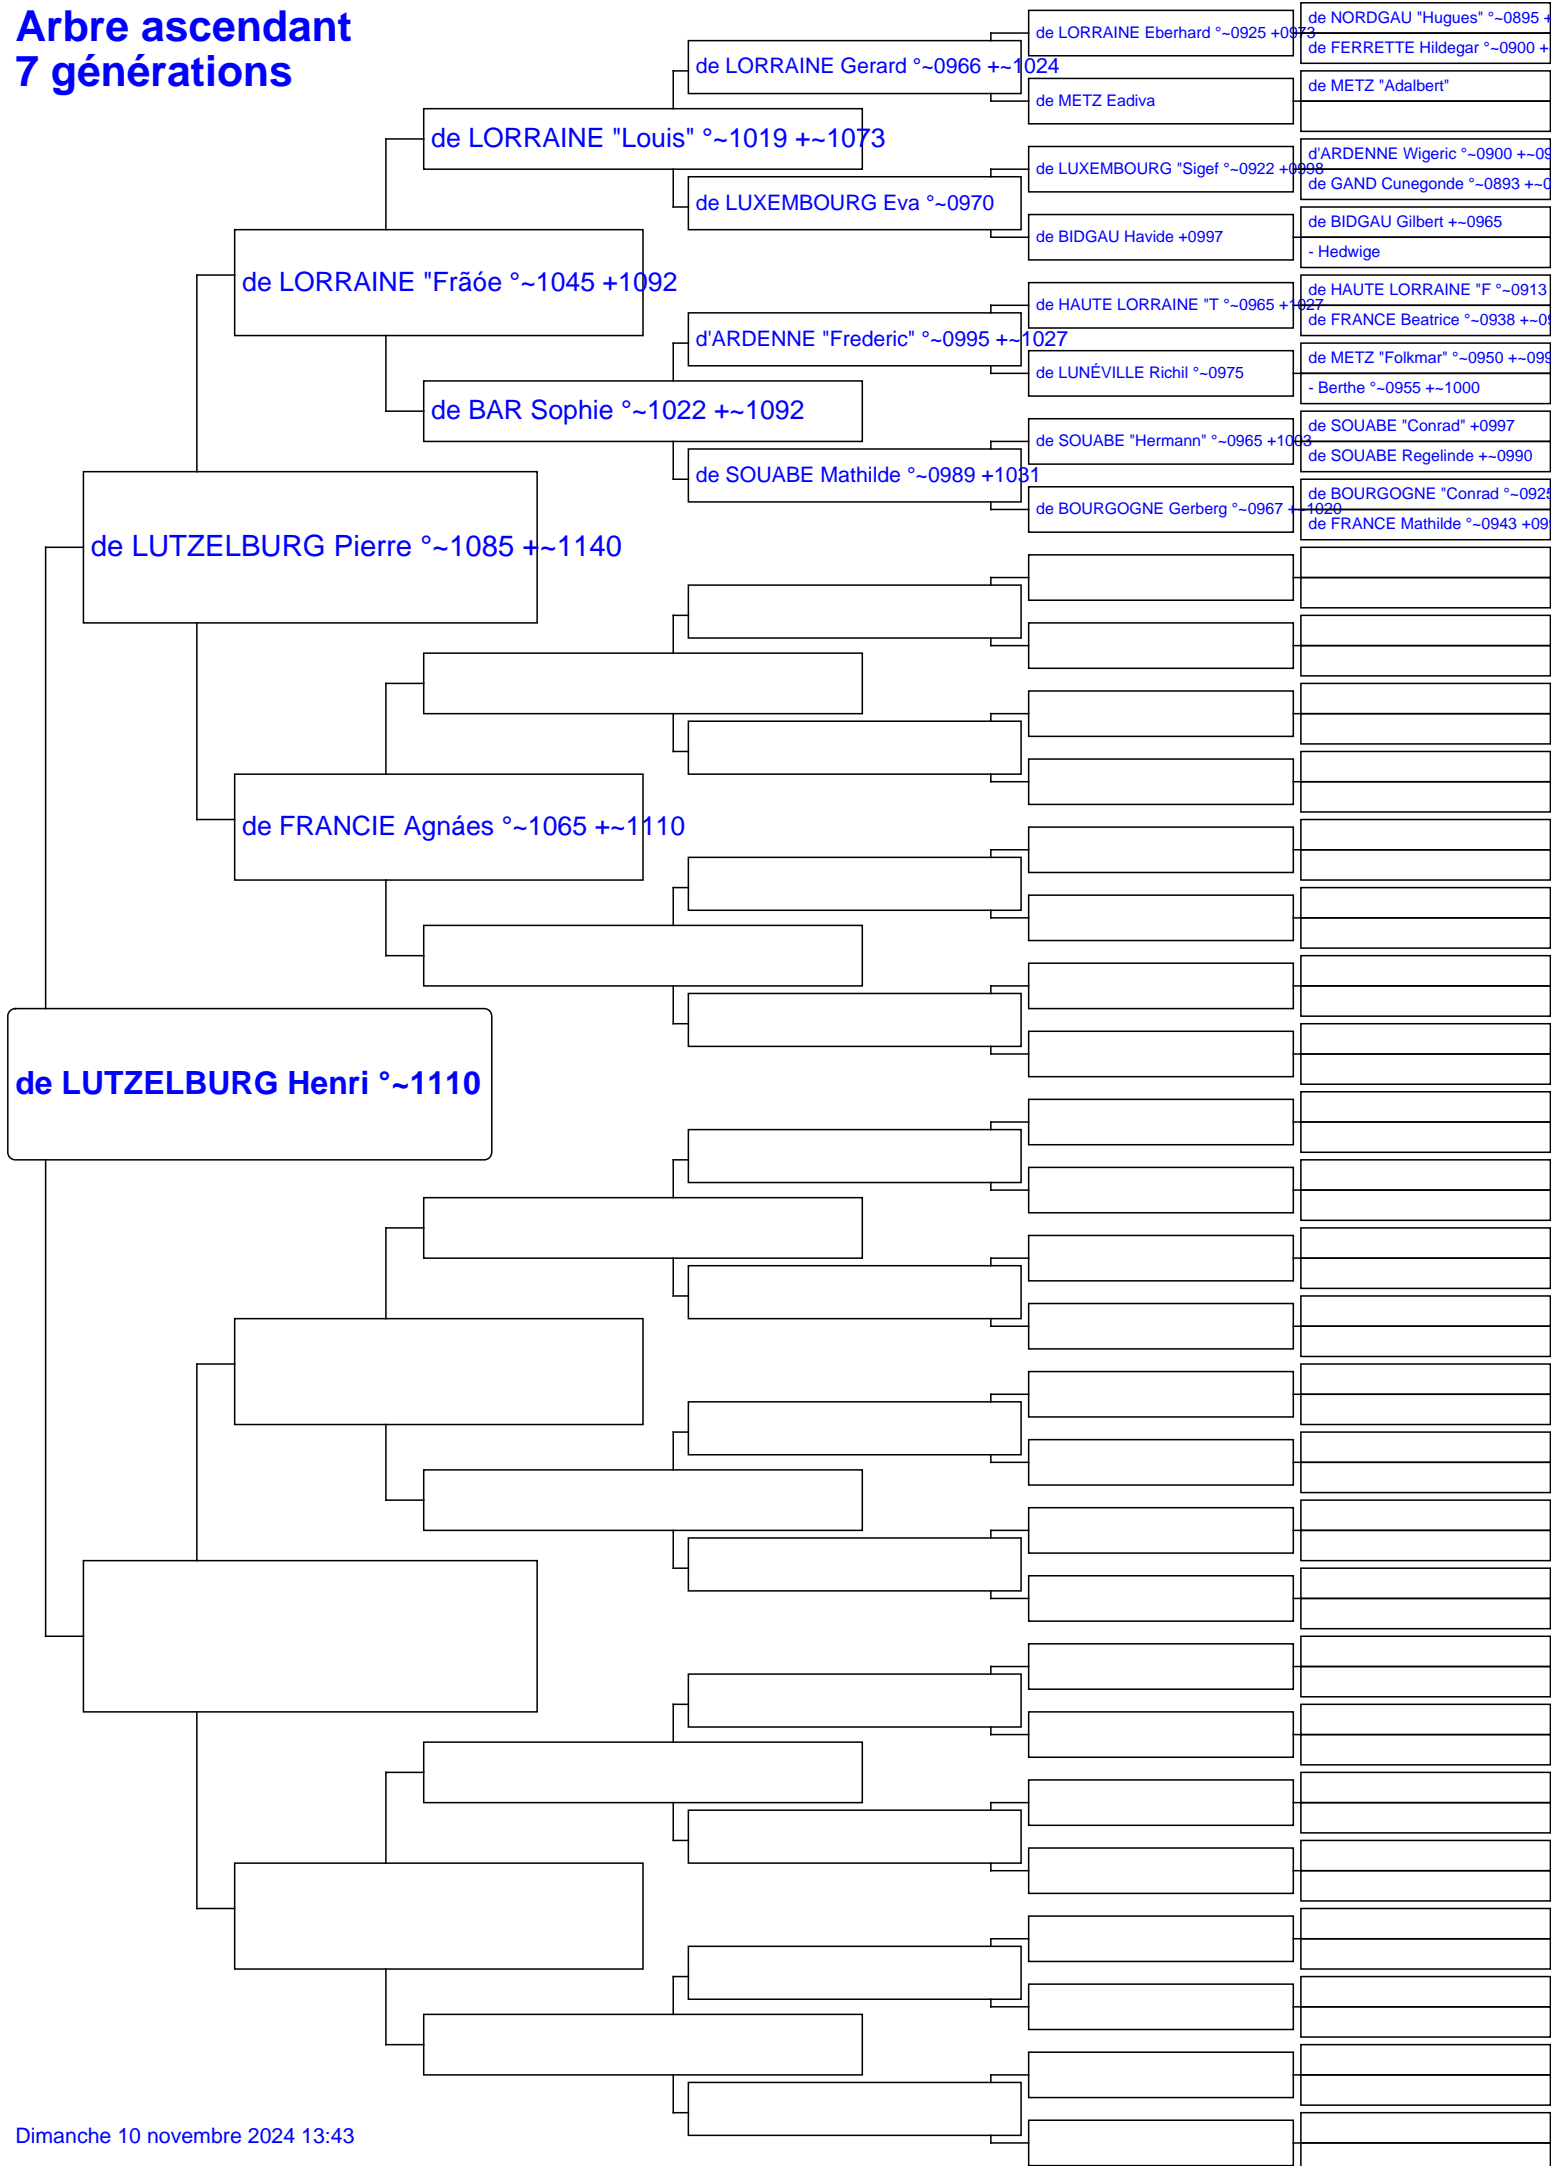 Arbre ascendant
7 générations
de NORDGAU "Hugues" °~0895 +
de LORRAINE Eberhard °~0925 +0973
de FERRETTE Hildegar °~0900 +
de LORRAINE Gerard °~0966 +~1024
de METZ "Adalbert"
de METZ Eadiva
de LORRAINE "Louis" °~1019 +~1073
d'ARDENNE Wigeric °~0900 +~09
de LUXEMBOURG "Sigef °~0922 +0998
de GAND Cunegonde °~0893 +~0
de LUXEMBOURG Eva °~0970
de BIDGAU Gilbert +~0965
de BIDGAU Havide +0997
- Hedwige
de LORRAINE "Frãóe °~1045 +1092
de HAUTE LORRAINE "F °~0913
de HAUTE LORRAINE "T °~0965 +1027
de FRANCE Beatrice °~0938 +~09
d'ARDENNE "Frederic" °~0995 +~1027
de METZ "Folkmar" °~0950 +~099
de LUNÉVILLE Richil °~0975
- Berthe °~0955 +~1000
de BAR Sophie °~1022 +~1092
de SOUABE "Conrad" +0997
de SOUABE "Hermann" °~0965 +1003
de SOUABE Regelinde +~0990
de SOUABE Mathilde °~0989 +1031
de BOURGOGNE "Conrad °~0925
de BOURGOGNE Gerberg °~0967 +~1020
de FRANCE Mathilde °~0943 +09
de LUTZELBURG Pierre °~1085 +~1140
de FRANCIE Agnáes °~1065 +~1110
de LUTZELBURG Henri °~1110
Dimanche 10 novembre 2024 13:43